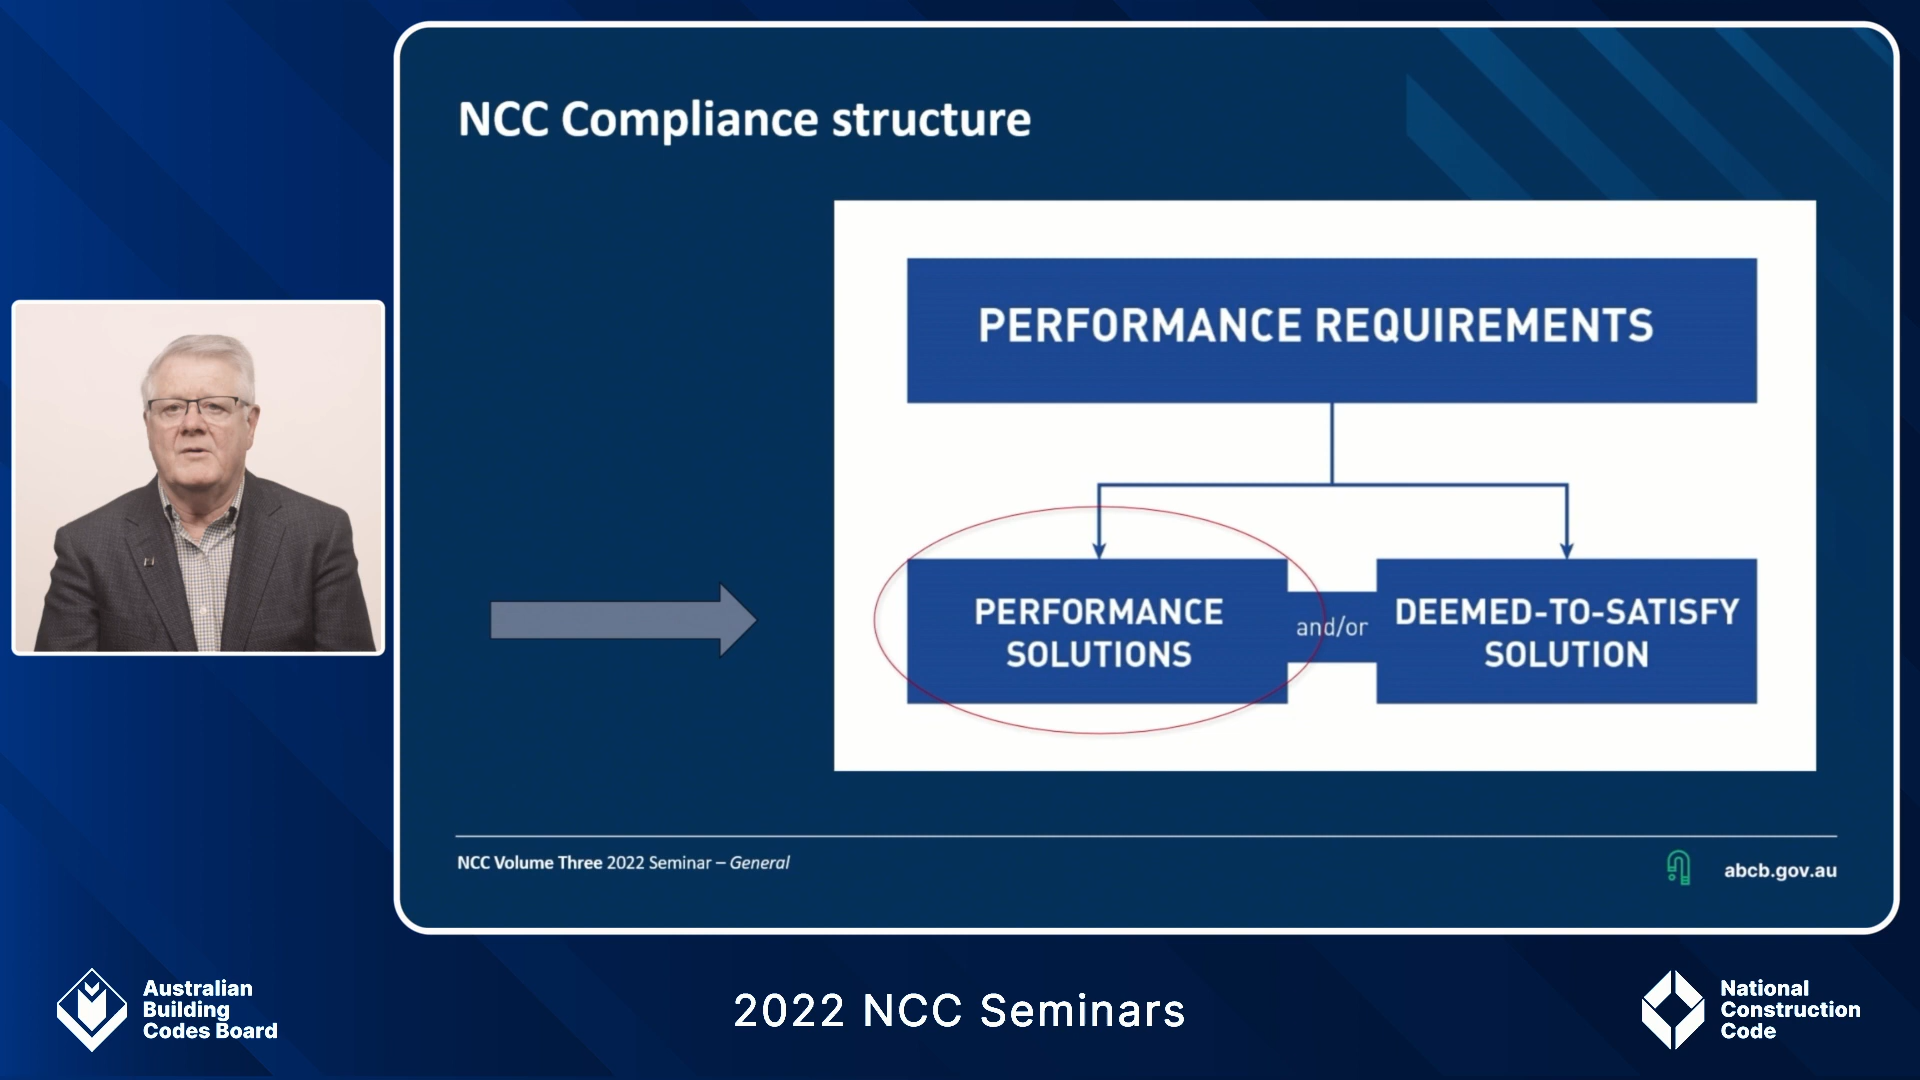 NCC Compliance structure
PERFORMANCE REQUIREMENTS
PERFORMANCE
SOLUTIONS
and/or
DEEMED-TO-SATISFY
SOLUTION
NCC Volume Three 2022 Seminar – General
abcb.gov.au
Australian
Building
Codes Board
2022 NCC Seminars
National
Construction
Code